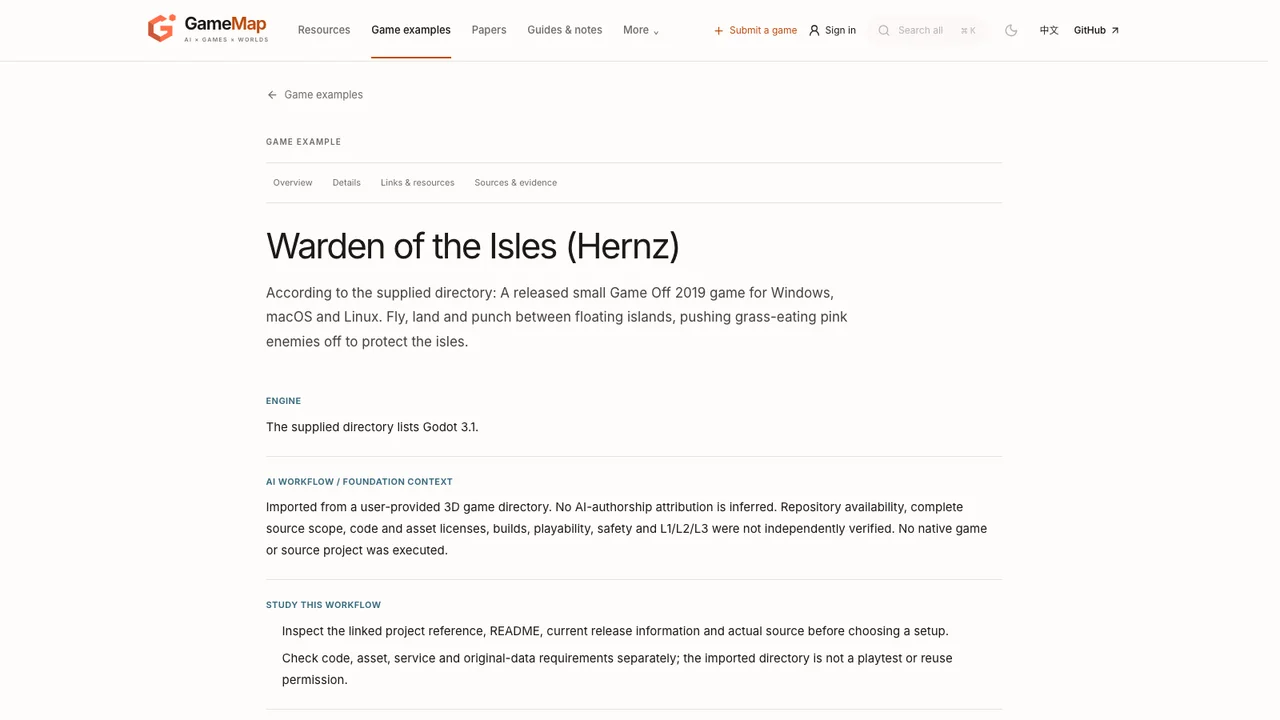 GameMap
AI × GAMES × WORLDS
Resources
Game examples
Papers
Guides & notes
More
+ Submit a game
Sign in
Search all
⌘ K
中文
GitHub ↗
← Game examples
GAME EXAMPLE
Overview
Details
Links & resources
Sources & evidence
Warden of the Isles (Hernz)
According to the supplied directory: A released small Game Off 2019 game for Windows,
macOS and Linux. Fly, land and punch between floating islands, pushing grass-eating pink
enemies off to protect the isles.
ENGINE
The supplied directory lists Godot 3.1.
AI WORKFLOW / FOUNDATION CONTEXT
Imported from a user-provided 3D game directory. No AI-authorship attribution is inferred. Repository availability, complete
source scope, code and asset licenses, builds, playability, safety and L1/L2/L3 were not independently verified. No native game
or source project was executed.
STUDY THIS WORKFLOW
Inspect the linked project reference, README, current release information and actual source before choosing a setup.
Check code, asset, service and original-data requirements separately; the imported directory is not a playtest or reuse
permission.